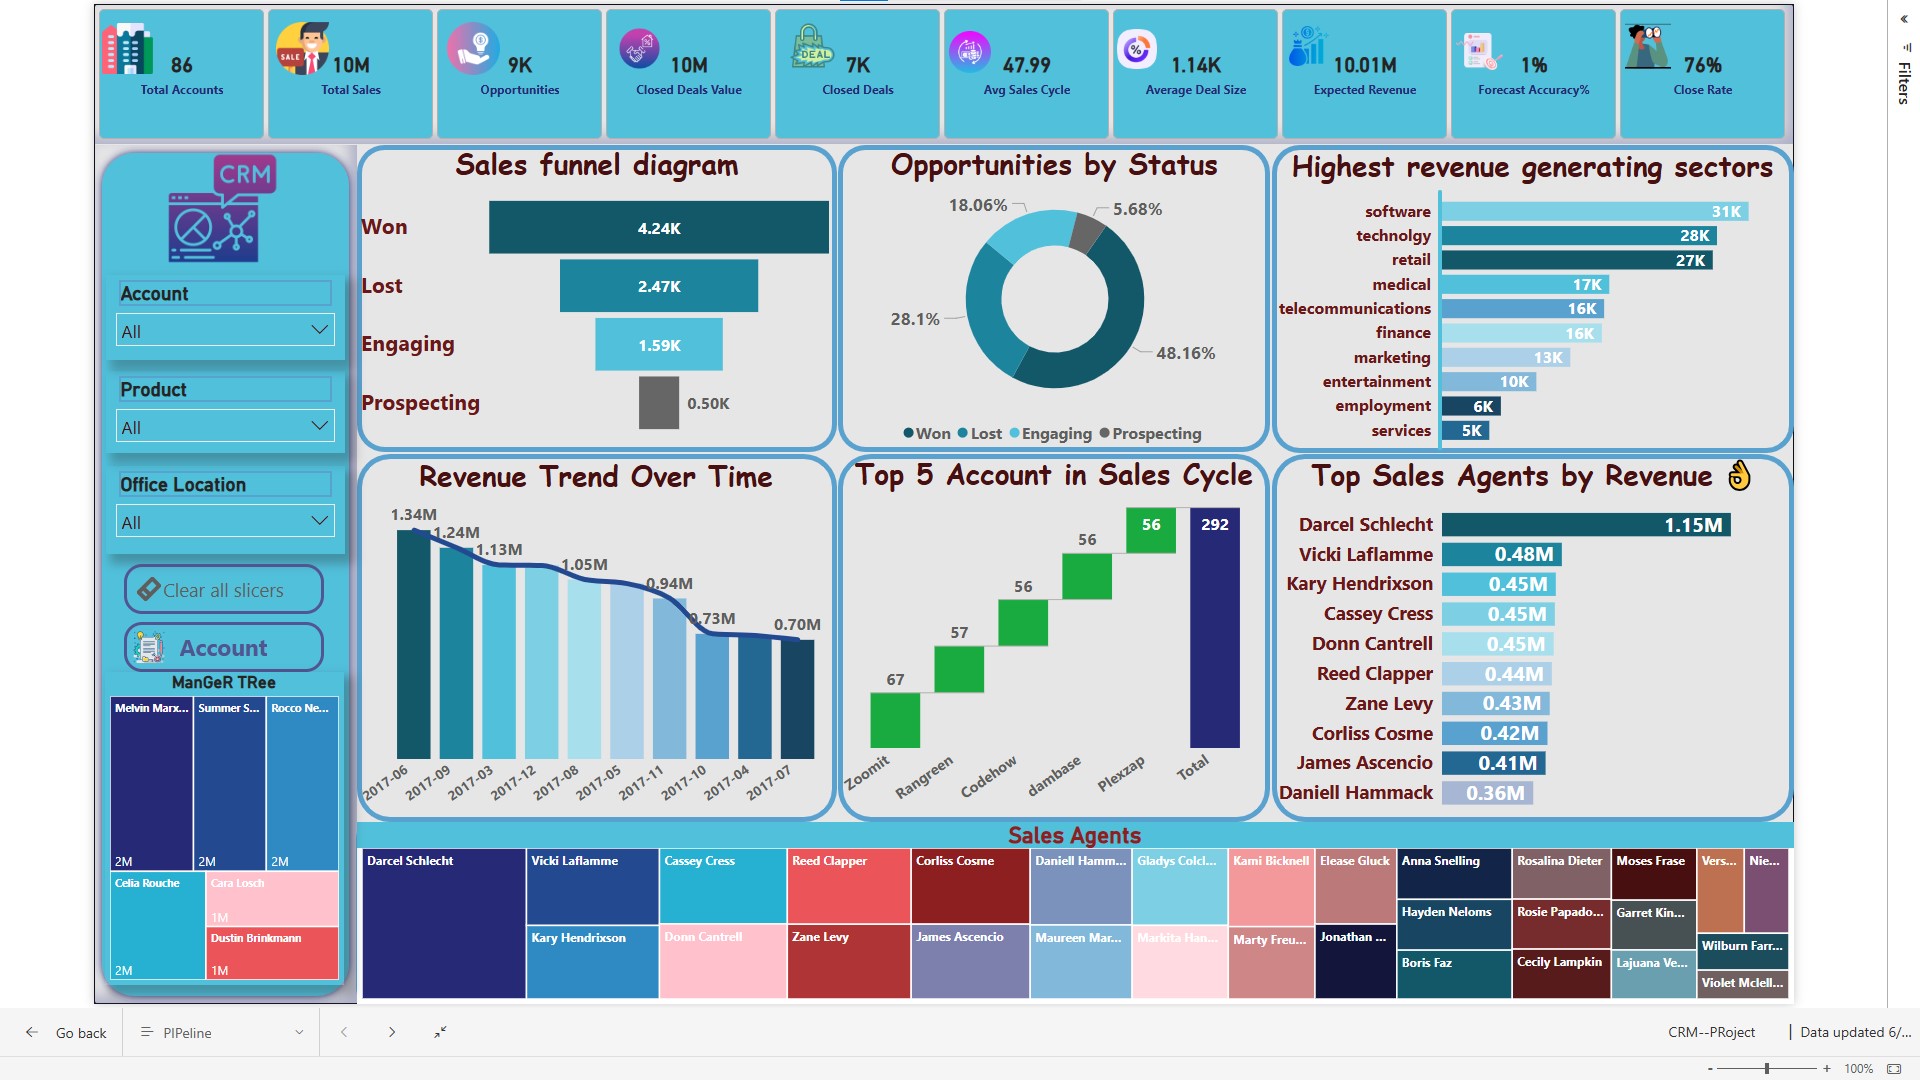 86
Total Accounts
SALE
10M
Total Sales
9K
Opportunities
10M
Closed Deals Value
DEAL
7K
Closed Deals
47.99
Avg Sales Cycle
%
1.14K
Average Deal Size
10.01M
Expected Revenue
1%
Forecast Accuracy%
76%
Close Rate
Filters
CRM
Account
All
Product
All
Office Location
All
Clear all slicers
Account
ManGeR TRee
Melvin Marx...
2M
Summer S...
2M
Rocco Ne...
2M
Celia Rouche
2M
Cara Losch
1M
Dustin Brinkmann
1M
Sales funnel diagram
Won
4.24K
Lost
2.47K
Engaging
1.59K
Prospecting
0.50K
Opportunities by Status
18.06%
5.68%
28.1%
48.16%
Won Lost Engaging Prospecting
Highest revenue generating sectors
software 31K
technolgy 28K
retail 27K
medical 17K
telecommunications 16K
finance 16K
marketing 13K
entertainment 10K
employment 6K
services 5K
Revenue Trend Over Time
1.34M
1.24M
1.13M
1.05M
0.94M
0.73M
0.70M
2017-06
2017-09
2017-03
2017-12
2017-08
2017-05
2017-11
2017-10
2017-04
2017-07
Top 5 Account in Sales Cycle
67
57
56
56
56
292
Zoomit
Rangreen
Codehow
dambase
Plexzap
Total
Top Sales Agents by Revenue 👌
Darcel Schlecht 1.15M
Vicki Laflamme 0.48M
Kary Hendrixson 0.45M
Cassey Cress 0.45M
Donn Cantrell 0.45M
Reed Clapper 0.44M
Zane Levy 0.43M
Corliss Cosme 0.42M
James Ascencio 0.41M
Daniell Hammack 0.36M
Sales Agents
Darcel Schlecht
Vicki Laflamme
Kary Hendrixson
Cassey Cress
Donn Cantrell
Reed Clapper
Zane Levy
Corliss Cosme
James Ascencio
Daniell Hamm...
Maureen Mar...
Gladys Colcl...
Markita Han...
Kami Bicknell
Marty Freu...
Elease Gluck
Jonathan ...
Anna Snelling
Hayden Neloms
Boris Faz
Rosalina Dieter
Rosie Papado...
Cecily Lampkin
Moses Frase
Garret Kin...
Lajuana Ve...
Vers...
Nie...
Wilburn Farr...
Violet Mclell...
Go back
PIPeline
CRM--PRoject
| Data updated 6/...
- + 100%